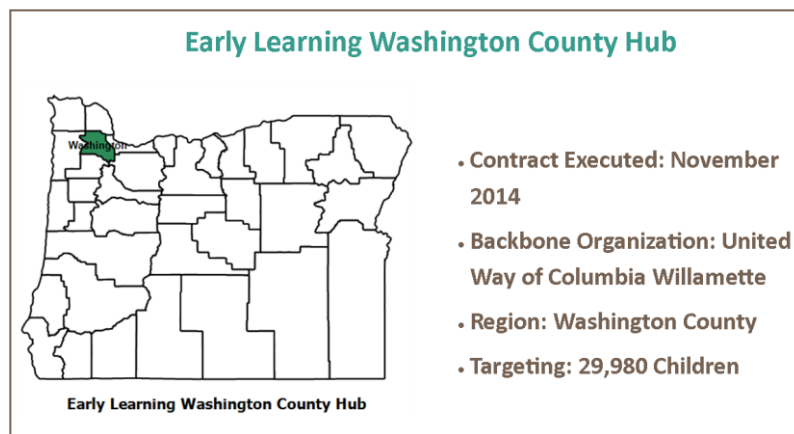 Early Learning Washington County Hub
Washington
• Contract Executed: November
2014
• Backbone Organization: United
Way of Columbia Willamette
• Region: Washington County
• Targeting: 29,980 Children
Early Learning Washington County Hub